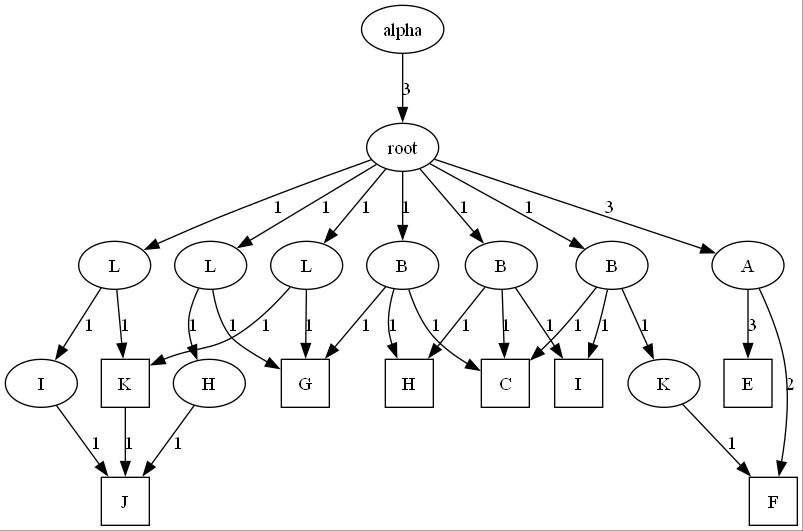 alpha
3
root
1 1 1 1 1 1 3
L L L B B B A
1 1 1 1 1 1 1 1 1 1 1 1 1 1 1 3
I K H G H C I K E
1 1 1 1 2
J F